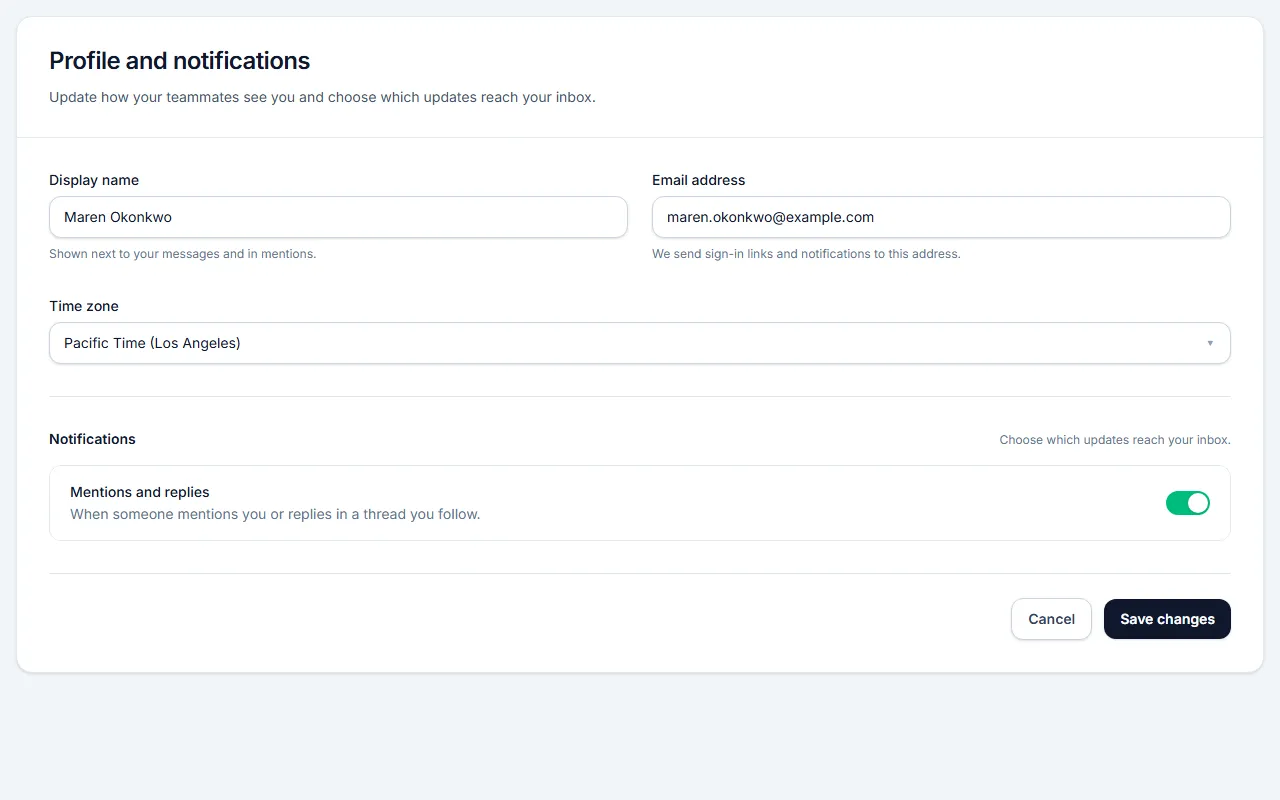 Profile and notifications
Update how your teammates see you and choose which updates reach your inbox.
Display name
Maren Okonkwo
Shown next to your messages and in mentions.
Email address
maren.okonkwo@example.com
We send sign-in links and notifications to this address.
Time zone
Pacific Time (Los Angeles)
Notifications
Choose which updates reach your inbox.
Mentions and replies
When someone mentions you or replies in a thread you follow.
Cancel
Save changes